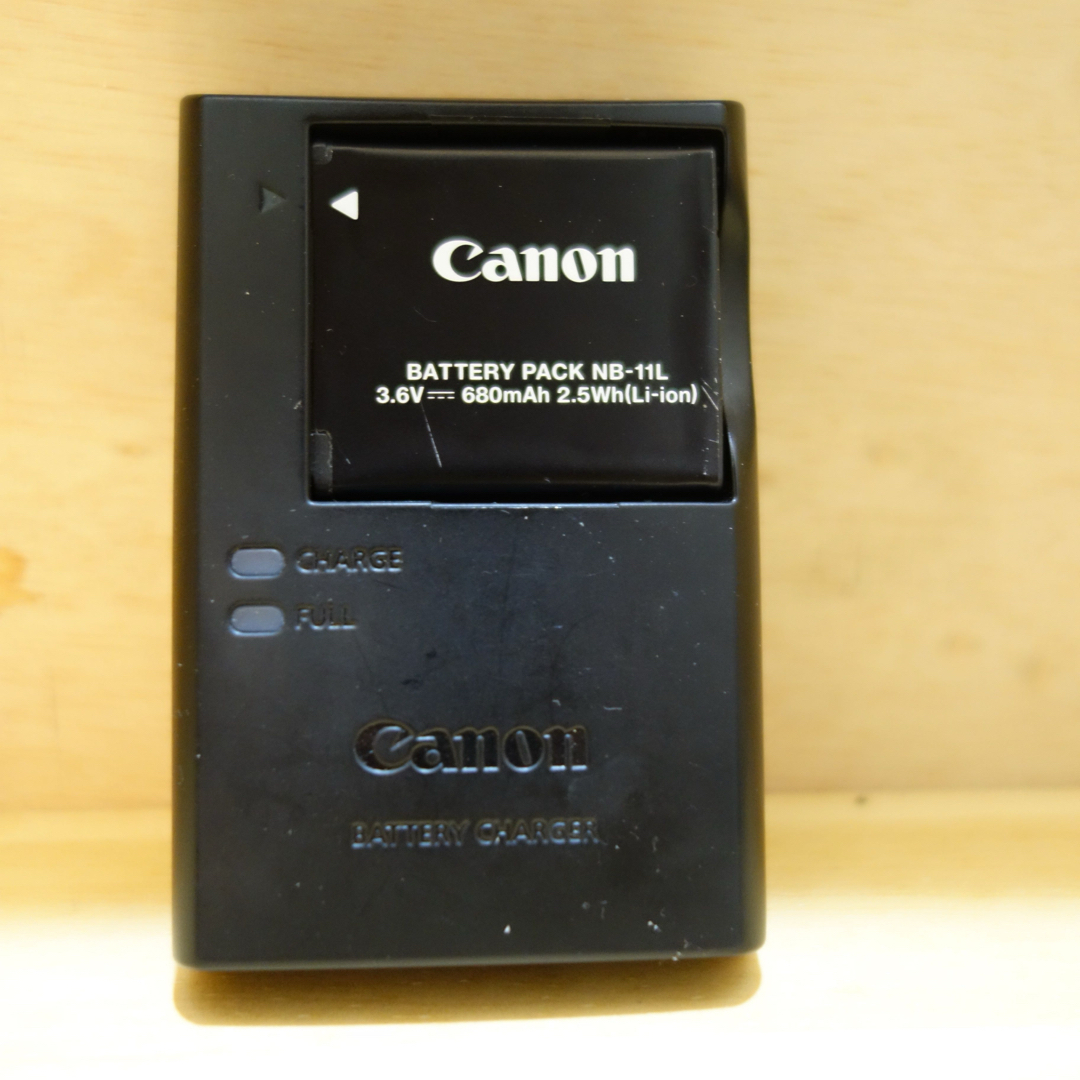 Canon
BATTERY PACK NB-11L
3.6V⎓ 680mAh 2.5Wh(Li-ion)
CHARGE
FULL
Canon
BATTERY CHARGER